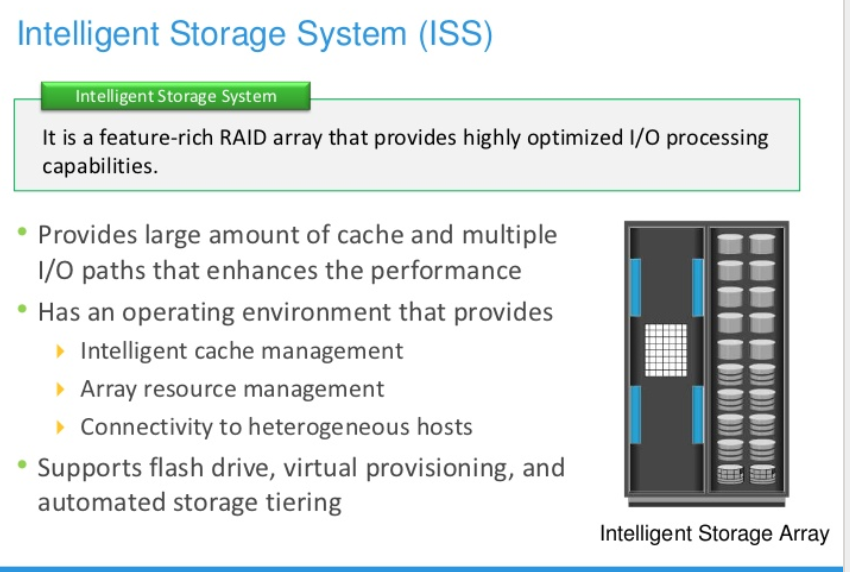 Intelligent Storage System (ISS)
Intelligent Storage System
It is a feature-rich RAID array that provides highly optimized I/O processing
capabilities.
• Provides large amount of cache and multiple
I/O paths that enhances the performance
• Has an operating environment that provides
Intelligent cache management
Array resource management
Connectivity to heterogeneous hosts
• Supports flash drive, virtual provisioning, and
automated storage tiering
Intelligent Storage Array